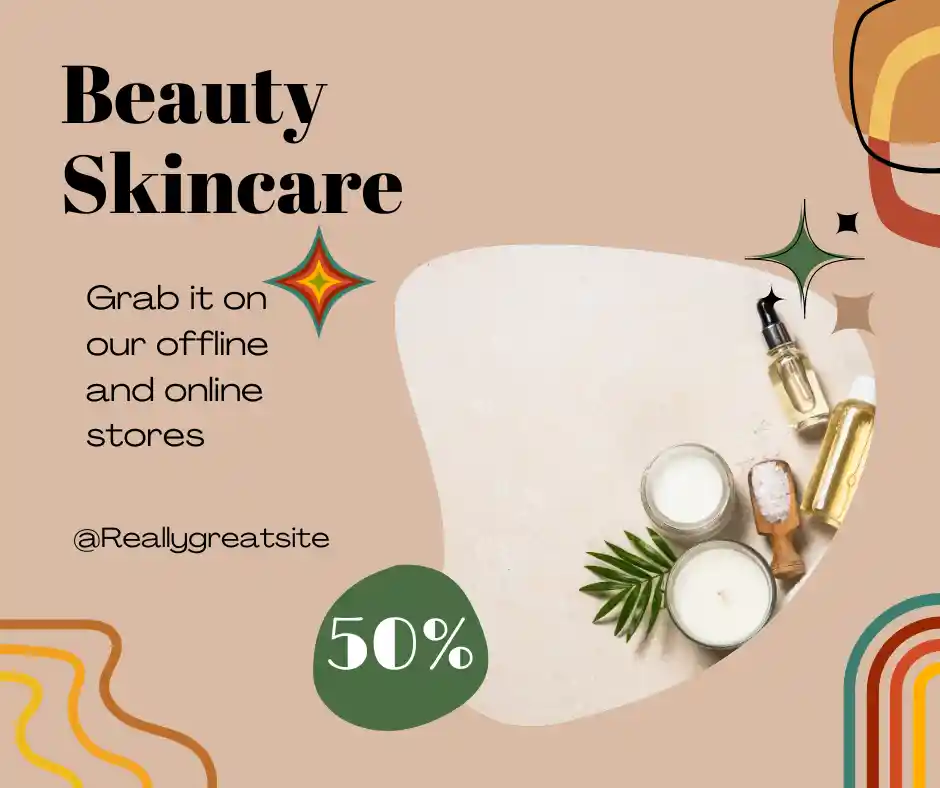 Beauty
Skincare
Grab it on
our offline
and online
stores
@Reallygreatsite
50%